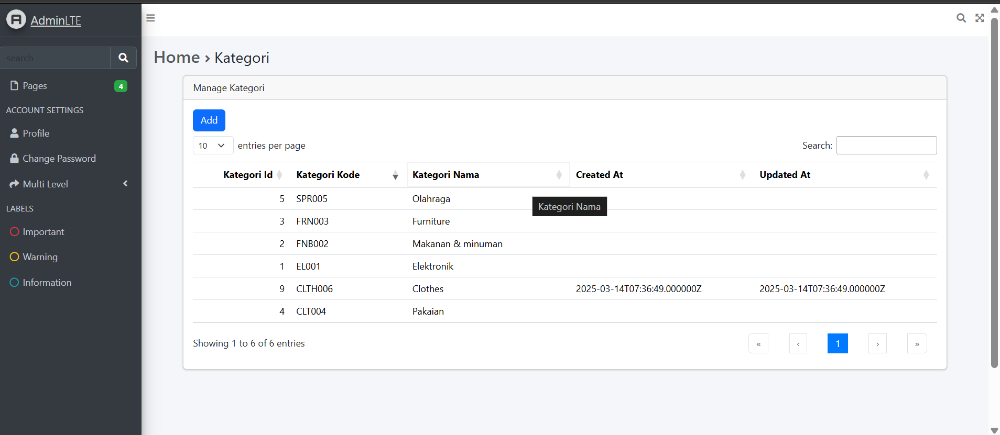 AdminLTE
search
Pages 4
ACCOUNT SETTINGS
Profile
Change Password
Multi Level
LABELS
Important
Warning
Information
Home › Kategori
Manage Kategori
Add
10 entries per page
Search:
Kategori Id Kategori Kode Kategori Nama Created At Updated At
5 SPR005 Olahraga
Kategori Nama
3 FRN003 Furniture
2 FNB002 Makanan & minuman
1 EL001 Elektronik
9 CLTH006 Clothes 2025-03-14T07:36:49.000000Z 2025-03-14T07:36:49.000000Z
4 CLT004 Pakaian
Showing 1 to 6 of 6 entries
« ‹ 1 › »